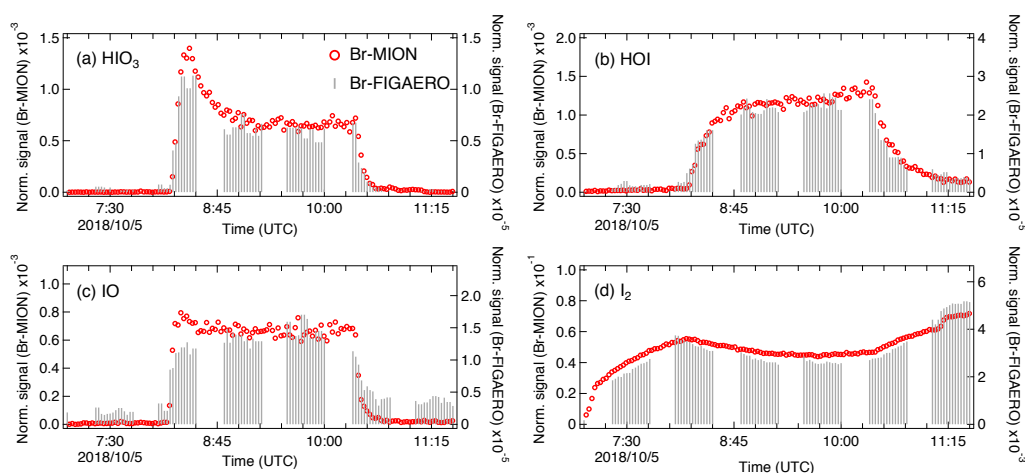 Norm. signal (Br-MION) x10⁻³
1.5
1.0
0.5
0.0
(a) HIO₃
Br-MION
Br-FIGAERO
1.5
1.0
0.5
0.0
Norm. signal (Br-FIGAERO) x10⁻⁵
7:30 8:45 10:00 11:15
2018/10/5 Time (UTC)
Norm. signal (Br-MION) x10⁻³
2.0
1.5
1.0
0.5
0.0
(b) HOI
4
3
2
1
0
Norm. signal (Br-FIGAERO) x10⁻⁵
7:30 8:45 10:00 11:15
2018/10/5 Time (UTC)
Norm. signal (Br-MION) x10⁻³
1.0
0.8
0.6
0.4
0.2
0.0
(c) IO
2.0
1.5
1.0
0.5
0.0
Norm. signal (Br-FIGAERO) x10⁻⁵
7:30 8:45 10:00 11:15
2018/10/5 Time (UTC)
Norm. signal (Br-MION) x10⁻¹
1.0
0.8
0.6
0.4
0.2
0
(d) I₂
6
4
2
0
Norm. signal (Br-FIGAERO) x10⁻³
7:30 8:45 10:00 11:15
2018/10/5 Time (UTC)